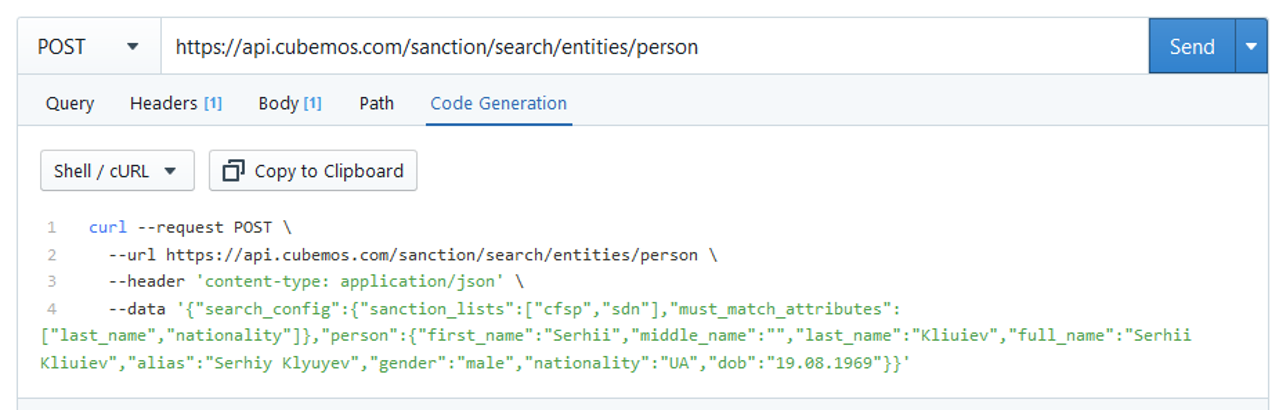 POST https://api.cubemos.com/sanction/search/entities/person Send
Query Headers [1] Body [1] Path Code Generation
Shell / cURL Copy to Clipboard
1 curl --request POST \
2 --url https://api.cubemos.com/sanction/search/entities/person \
3 --header 'content-type: application/json' \
4 --data '{"search_config":{"sanction_lists":["cfsp","sdn"],"must_match_attributes":
["last_name","nationality"]},"person":{"first_name":"Serhii","middle_name":"","last_name":"Kliuiev","full_name":"Serhii
Kliuiev","alias":"Serhiy Klyuyev","gender":"male","nationality":"UA","dob":"19.08.1969"}}'